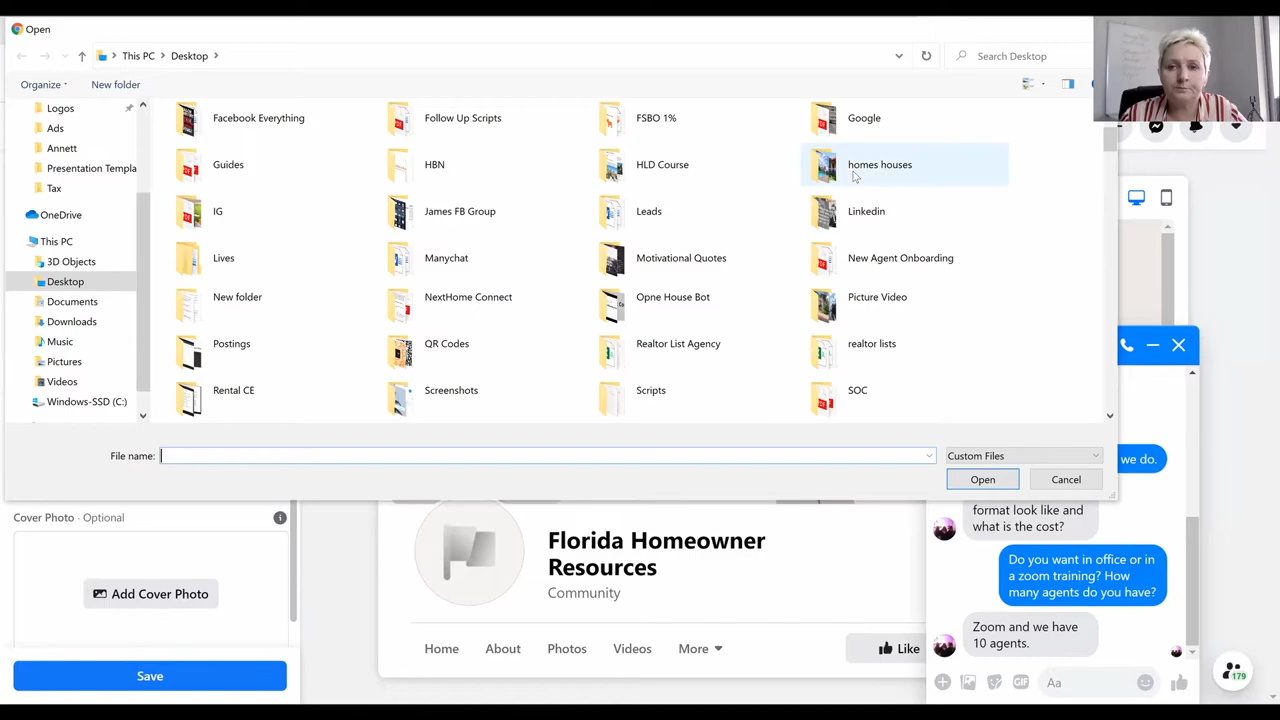 Open
This PC
Desktop
Search Desktop
Organize
New folder
Logos
Ads
Annett
Presentation Templa
Tax
OneDrive
This PC
3D Objects
Desktop
Documents
Downloads
Music
Pictures
Videos
Windows-SSD (C:)
Facebook Everything
Follow Up Scripts
FSBO 1%
Google
Guides
HBN
HLD Course
homes houses
IG
James FB Group
Leads
Linkedin
Lives
Manychat
Motivational Quotes
New Agent Onboarding
New folder
NextHome Connect
Opne House Bot
Picture Video
Postings
QR Codes
Realtor List Agency
realtor lists
Rental CE
Screenshots
Scripts
SOC
File name:
Custom Files
Open
Cancel
Cover Photo · Optional
Add Cover Photo
Save
Florida Homeowner
Resources
Community
Home
About
Photos
Videos
More
Like
we do.
format look like and
what is the cost?
Do you want in office or in
a zoom training? How
many agents do you have?
Zoom and we have
10 agents.
GIF
Aa
179